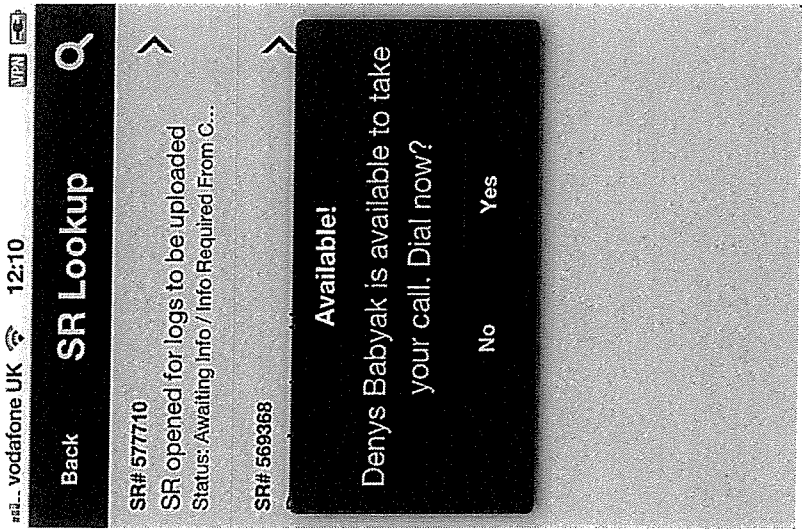 vodafone UK 12:10 VPN
Back SR Lookup
SR# 577710
SR opened for logs to be uploaded
Status: Awaiting Info / Info Required From C...
SR# 569368
Available!
Denys Babyak is available to take
your call. Dial now?
No Yes